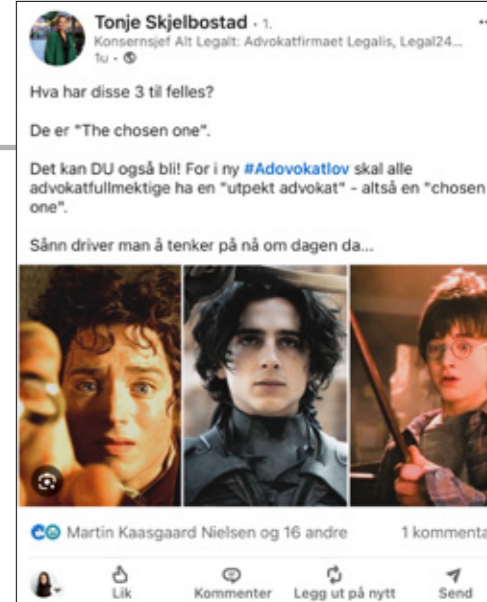 Tonje Skjelbostad · 1.
Konsernsjef Alt Legalt: Advokatfirmaet Legalis, Legal24...
1u ·
Hva har disse 3 til felles?
De er "The chosen one".
Det kan DU også bli! For i ny #Adovokatlov skal alle
advokatfullmektige ha en "utpekt advokat" - altså en "chosen
one".
Sånn driver man å tenker på nå om dagen da...
Martin Kaasgaard Nielsen og 16 andre 1 kommenta
Lik Kommenter Legg ut på nytt Send